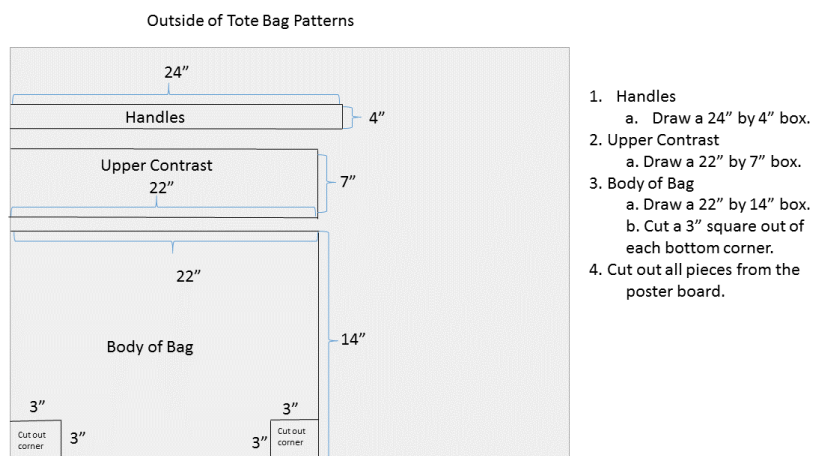 Outside of Tote Bag Patterns
24”
Handles
4”
Upper Contrast
22”
7”
22”
Body of Bag
14”
3”
3”
Cut out
corner
3”
3”
Cut out
corner
1. Handles
a. Draw a 24” by 4” box.
2. Upper Contrast
a. Draw a 22” by 7” box.
3. Body of Bag
a. Draw a 22” by 14” box.
b. Cut a 3” square out of
each bottom corner.
4. Cut out all pieces from the
poster board.